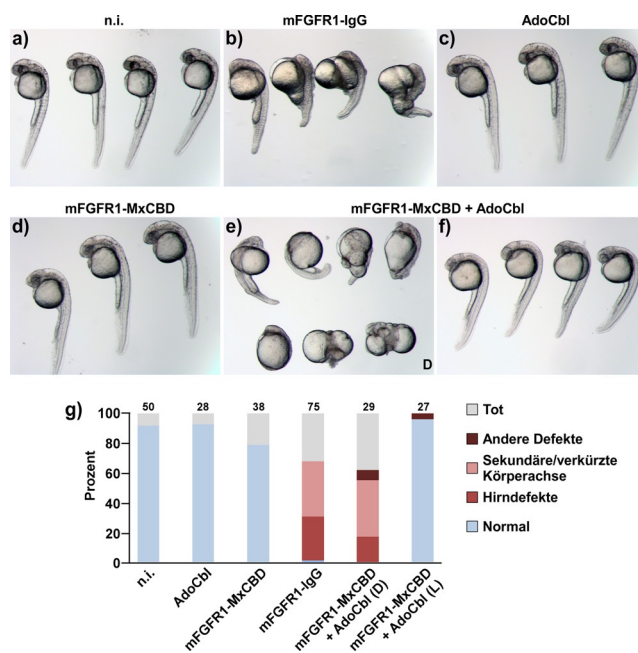 n.i.
mFGFR1-IgG
AdoCbl
a)
b)
c)
mFGFR1-MxCBD
mFGFR1-MxCBD + AdoCbl
d)
e)
f)
D
g)
50
28
38
75
29
27
100
80
60
40
20
0
Prozent
n.i.
AdoCbl
mFGFR1-MxCBD
mFGFR1-IgG
mFGFR1-MxCBD
+ AdoCbl (D)
mFGFR1-MxCBD
+ AdoCbl (L)
Tot
Andere Defekte
Sekundäre/verkürzte
Körperachse
Hirndefekte
Normal